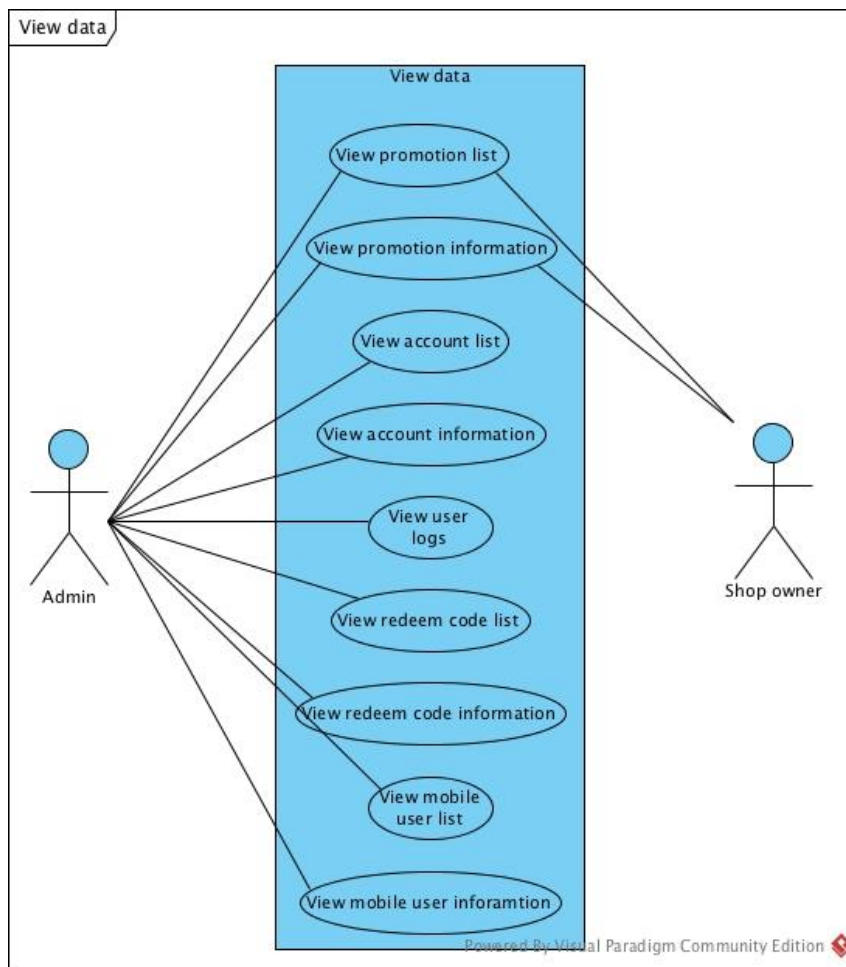 View data
View data
View promotion list
View promotion information
View account list
View account information
View user
logs
View redeem code list
View redeem code information
View mobile
user list
View mobile user inforamtion
Admin
Shop owner
Powered By Visual Paradigm Community Edition